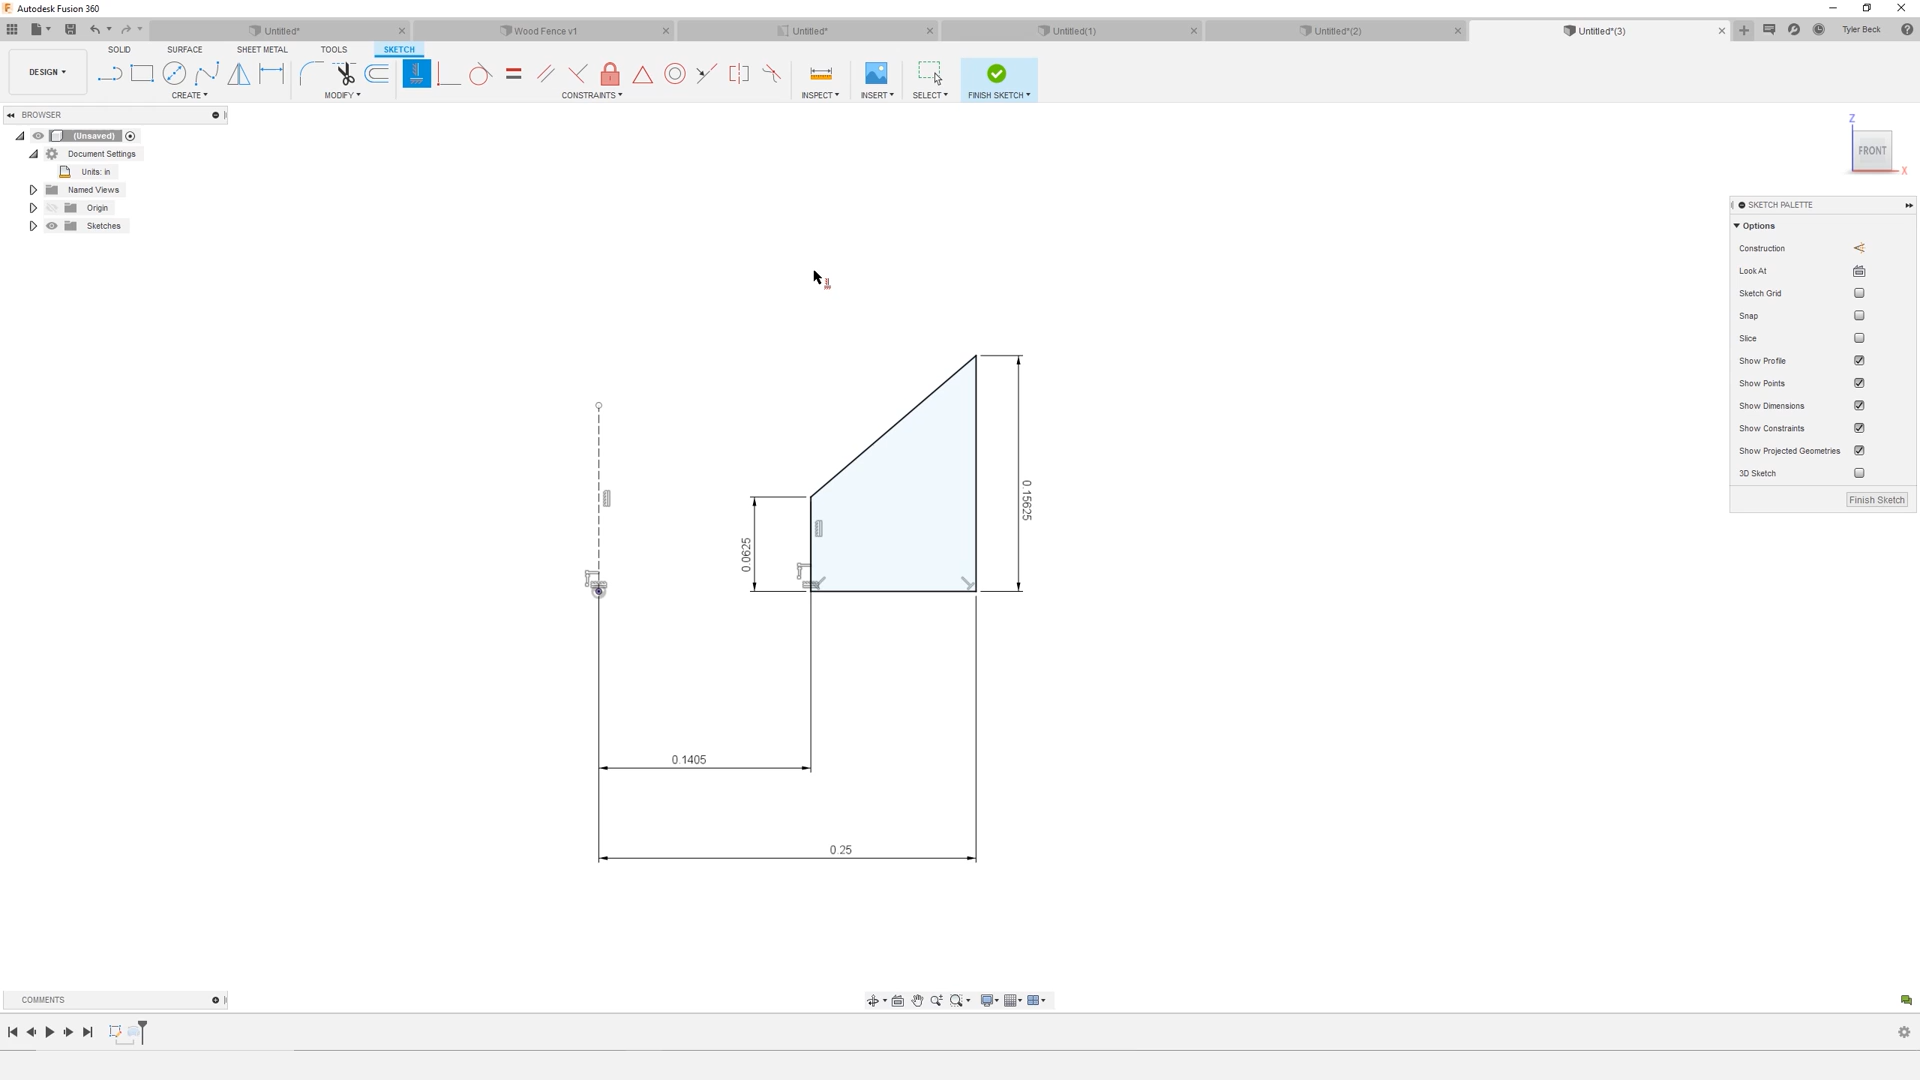 Autodesk Fusion 360
Untitled*
Wood Fence v1
Untitled*
Untitled(1)
Untitled*(2)
Untitled*(3)
Tyler Beck
DESIGN
SOLID
SURFACE
SHEET METAL
TOOLS
SKETCH
CREATE
MODIFY
CONSTRAINTS
INSPECT
INSERT
SELECT
FINISH SKETCH
BROWSER
(Unsaved)
Document Settings
Units: in
Named Views
Origin
Sketches
Z
FRONT
X
SKETCH PALETTE
Options
Construction
Look At
Sketch Grid
Snap
Slice
Show Profile
Show Points
Show Dimensions
Show Constraints
Show Projected Geometries
3D Sketch
Finish Sketch
0.15625
0.0625
0.1405
0.25
COMMENTS